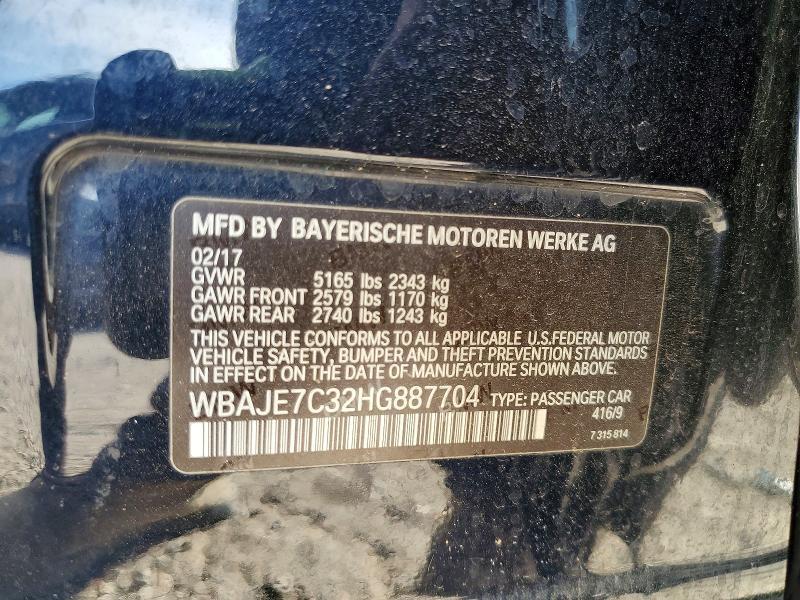 MFD BY BAYERISCHE MOTOREN WERKE AG
02/17
GVWR 5165 lbs 2343 kg
GAWR FRONT 2579 lbs 1170 kg
GAWR REAR 2740 lbs 1243 kg
THIS VEHICLE CONFORMS TO ALL APPLICABLE U.S.FEDERAL MOTOR
VEHICLE SAFETY, BUMPER AND THEFT PREVENTION STANDARDS
IN EFFECT ON THE DATE OF MANUFACTURE SHOWN ABOVE.
WBAJE7C32HG887704 TYPE: PASSENGER CAR
416/9
7 315 814